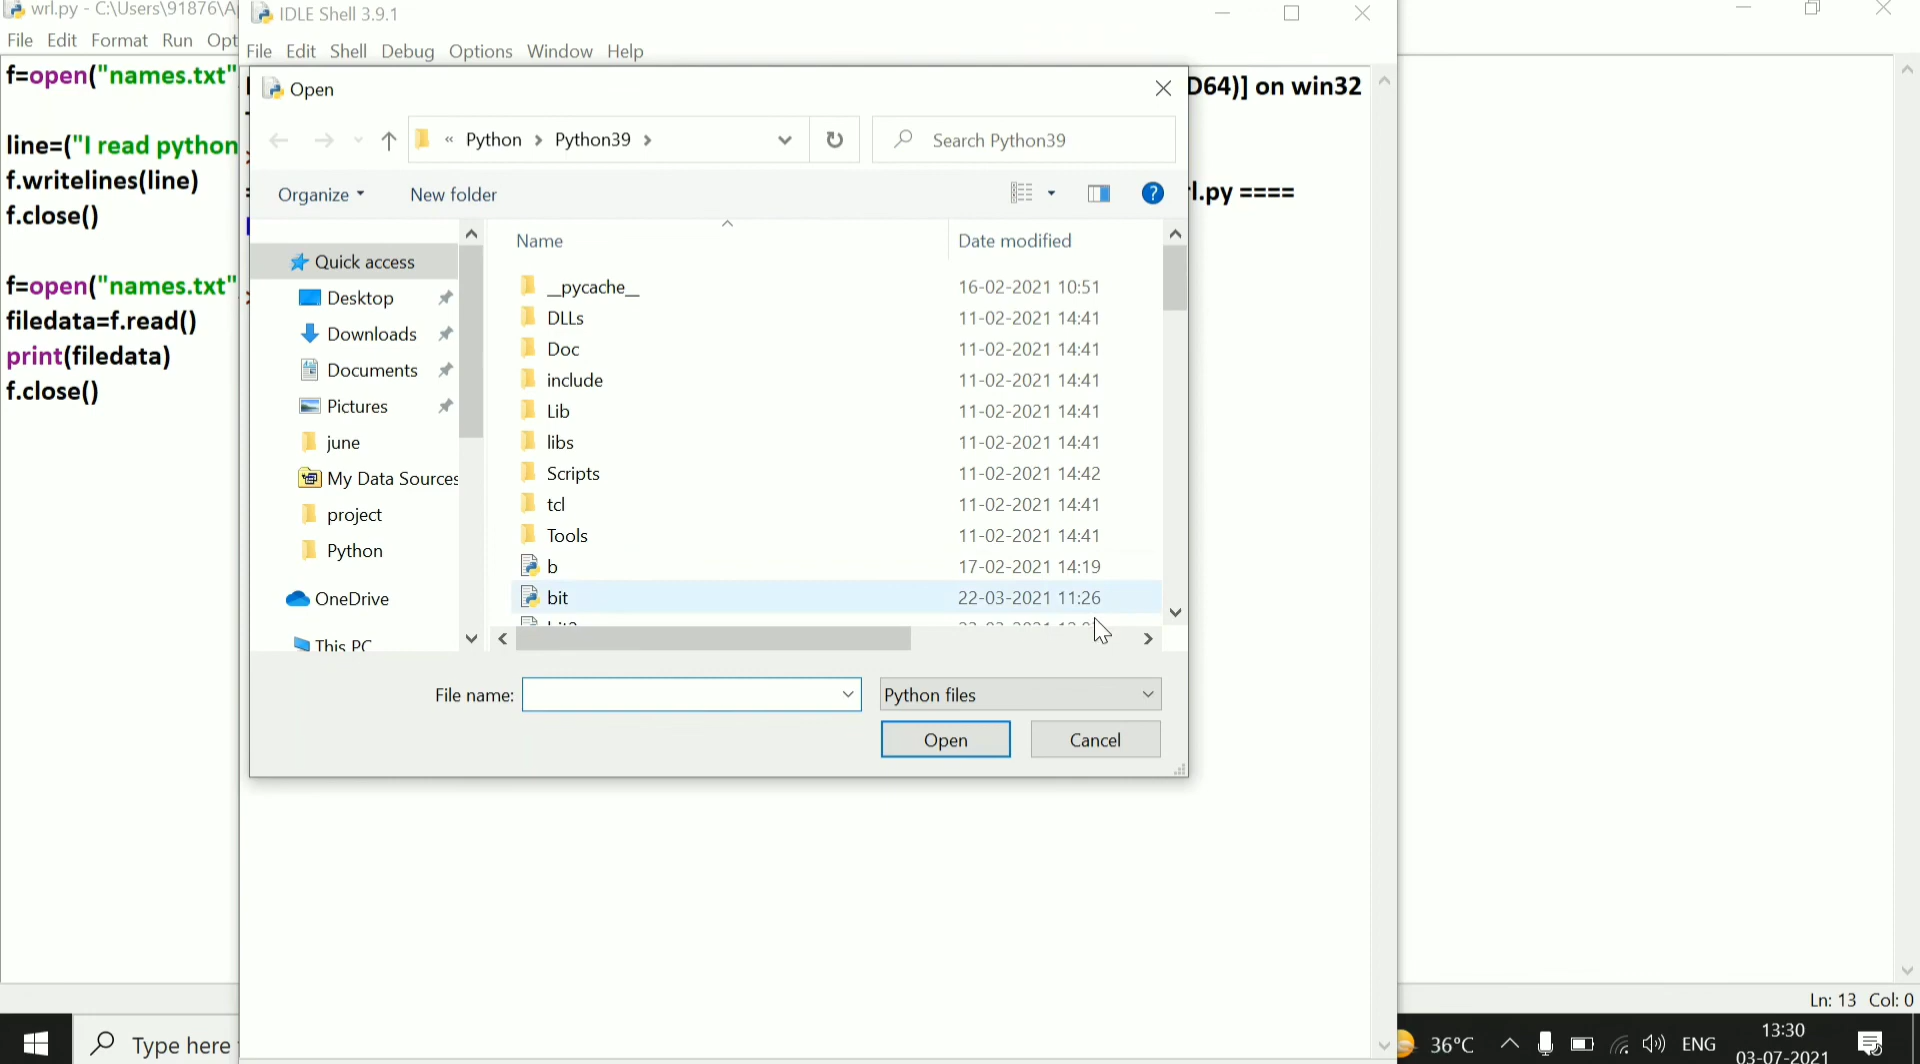 wrl.py - C:\Users\91876\A
File Edit Format Run Opt
f=open("names.txt"
line=("I read python
f.writelines(line)
f.close()
f=open("names.txt"
filedata=f.read()
print(filedata)
f.close()
IDLE Shell 3.9.1
File Edit Shell Debug Options Window Help
D64)] on win32
rl.py ====
Open
« Python > Python39 >
Search Python39
Organize
New folder
Quick access
Desktop
Downloads
Documents
Pictures
june
My Data Sources
project
Python
OneDrive
This PC
Name Date modified
__pycache__ 16-02-2021 10:51
DLLs 11-02-2021 14:41
Doc 11-02-2021 14:41
include 11-02-2021 14:41
Lib 11-02-2021 14:41
libs 11-02-2021 14:41
Scripts 11-02-2021 14:42
tcl 11-02-2021 14:41
Tools 11-02-2021 14:41
b 17-02-2021 14:19
bit 22-03-2021 11:26
File name:
Python files
Open
Cancel
Ln: 13 Col: 0
Type here
36°C
ENG
13:30
03-07-2021